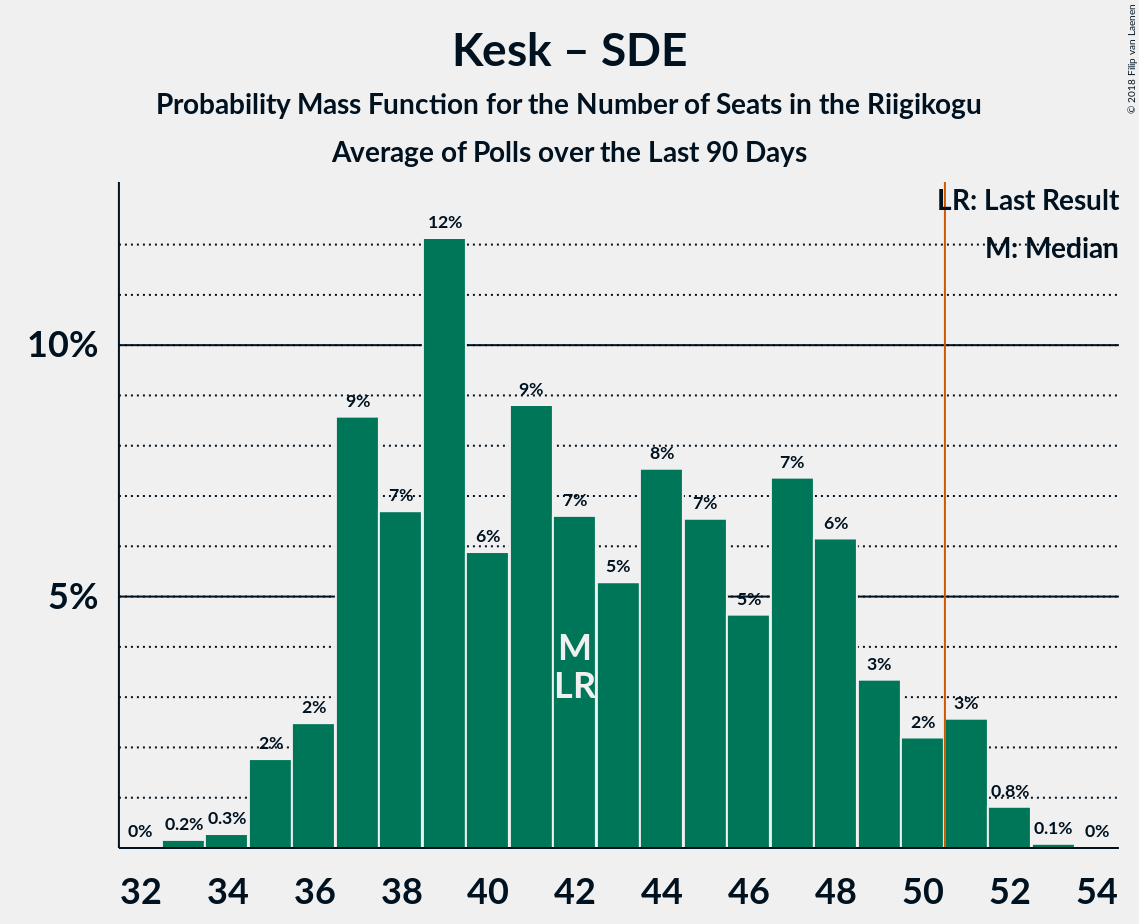 Kesk – SDE
Probability Mass Function for the Number of Seats in the Riigikogu
Average of Polls over the Last 90 Days
© 2018 Filip van Laenen
LR: Last Result
M: Median
10%
5%
0%
0.2%
0.3%
2%
2%
9%
7%
12%
6%
9%
7%
5%
8%
7%
5%
7%
6%
3%
2%
3%
0.8%
0.1%
0%
M
LR
32 34 36 38 40 42 44 46 48 50 52 54